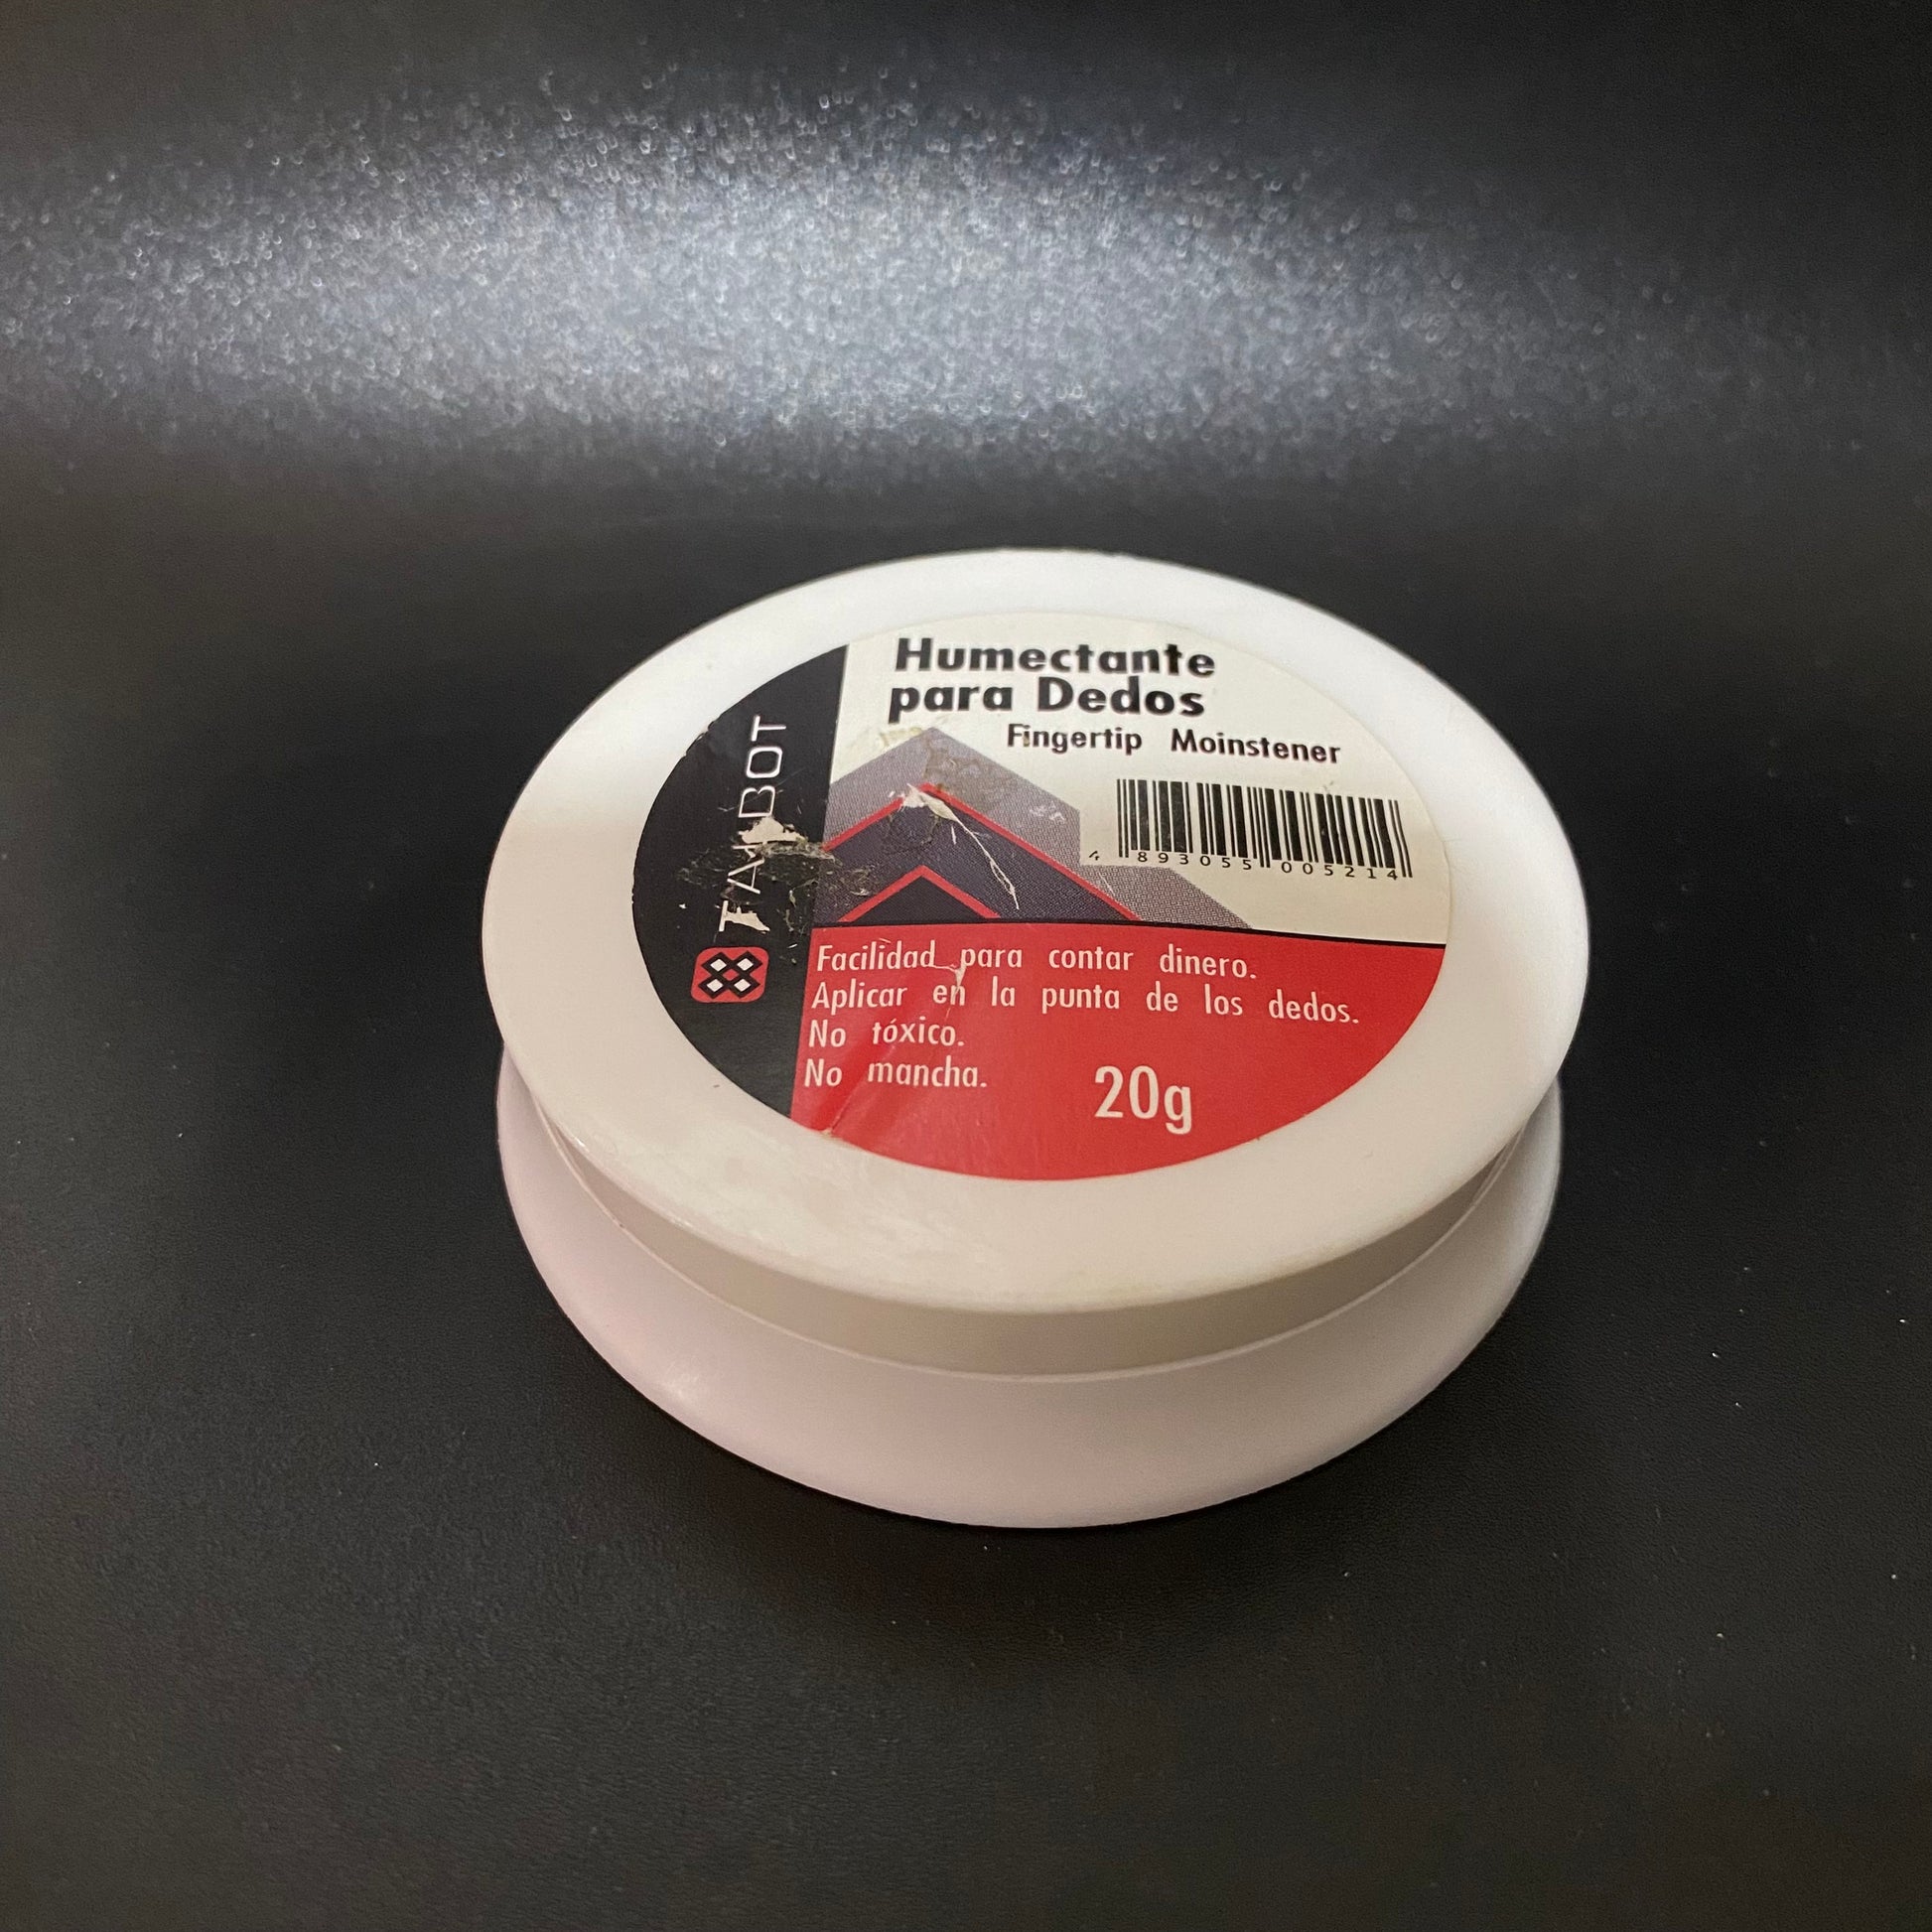 Humectante
para Dedos
Fingertip Moinstener
4 893055 005214
Facilidad para contar dinero.
Aplicar en la punta de los dedos.
No tóxico.
No mancha.
20g